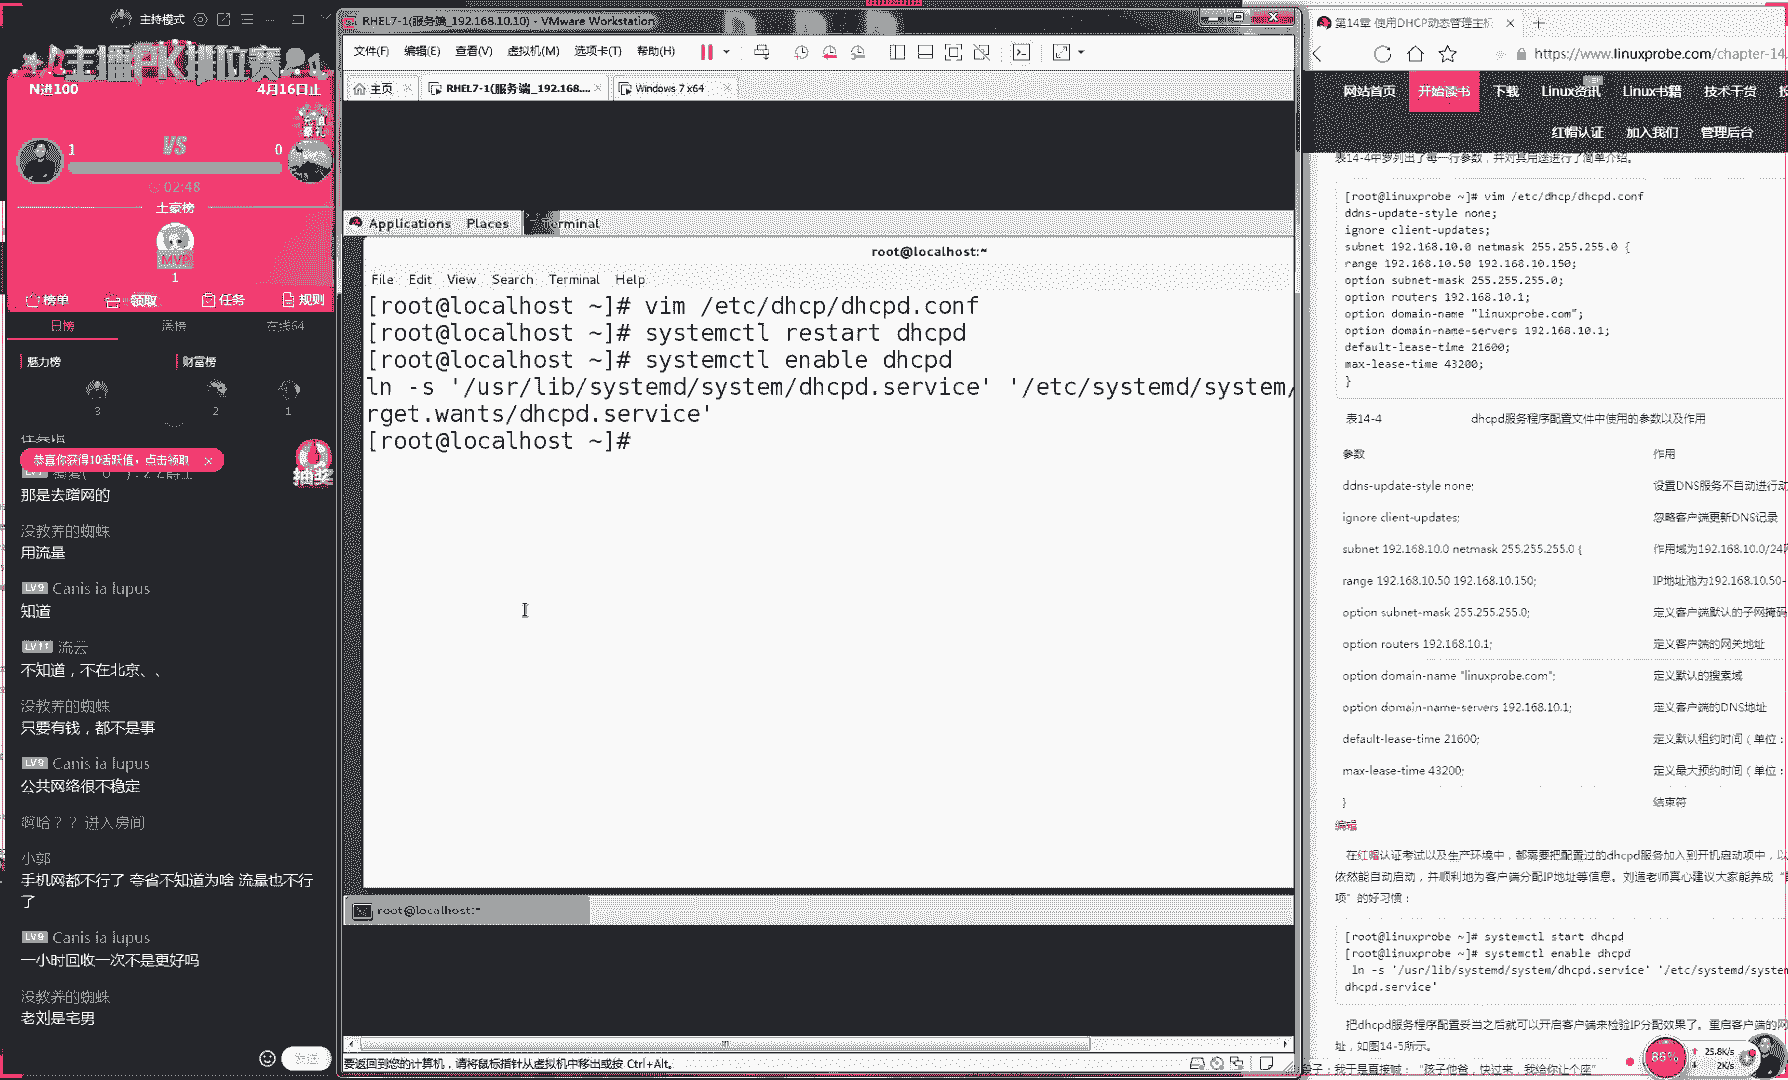 主持模式
主播PK排位赛
N进100
4月16日止
1
VS
0
02:48
土豪榜
MVP
1
榜单
领取
任务
规则
日榜
在线64
魅力榜
财富榜
3
2
1
恭喜你获得10活跃值，点击领取
抽奖
那是去蹭网的
没教养的蜘蛛
用流量
LV9 Canis ia lupus
知道
LV11 流云
不知道，不在北京、、
没教养的蜘蛛
只要有钱，都不是事
LV9 Canis ia lupus
公共网络很不稳定
啊哈？？ 进入房间
小郭
手机网都不行了 夸省不知道为啥 流量也不行
了
LV9 Canis ia lupus
一小时回收一次不是更好吗
没教养的蜘蛛
老刘是宅男
发送
RHEL7-1(服务端_192.168.10.10) - VMware Workstation
文件(F) 编辑(E) 查看(V) 虚拟机(M) 选项卡(T) 帮助(H)
主页
RHEL7-1(服务端_192.168....
Windows 7 x64
Applications Places Terminal
root@localhost:~
File Edit View Search Terminal Help
[root@localhost ~]# vim /etc/dhcp/dhcpd.conf
[root@localhost ~]# systemctl restart dhcpd
[root@localhost ~]# systemctl enable dhcpd
ln -s '/usr/lib/systemd/system/dhcpd.service' '/etc/systemd/system/
rget.wants/dhcpd.service'
[root@localhost ~]#
root@localhost:~
要返回到您的计算机，请将鼠标指针从虚拟机中移出或按 Ctrl+Alt。
第14章 使用DHCP动态管理主机
https://www.linuxprobe.com/chapter-14.
网站首页 开始读书 下载 Linux资讯 Linux书籍 技术干货
红帽认证 加入我们 管理后台
表14-4中罗列出了每一行参数，并对其用途进行了简单介绍。
[root@linuxprobe ~]# vim /etc/dhcp/dhcpd.conf
ddns-update-style none;
ignore client-updates;
subnet 192.168.10.0 netmask 255.255.255.0 {
range 192.168.10.50 192.168.10.150;
option subnet-mask 255.255.255.0;
option routers 192.168.10.1;
option domain-name "linuxprobe.com";
option domain-name-servers 192.168.10.1;
default-lease-time 21600;
max-lease-time 43200;
}
表14-4 dhcpd服务程序配置文件中使用的参数以及作用
参数 作用
ddns-update-style none; 设置DNS服务不自动进行动
ignore client-updates; 忽略客户端更新DNS记录
subnet 192.168.10.0 netmask 255.255.255.0 { 作用域为192.168.10.0/24
range 192.168.10.50 192.168.10.150; IP地址池为192.168.10.50-
option subnet-mask 255.255.255.0; 定义客户端默认的子网掩码
option routers 192.168.10.1; 定义客户端的网关地址
option domain-name "linuxprobe.com"; 定义默认的搜索域
option domain-name-servers 192.168.10.1; 定义客户端的DNS地址
default-lease-time 21600; 定义默认租约时间（单位：
max-lease-time 43200; 定义最大预约时间（单位：
} 结束符
编辑
在红帽认证考试以及生产环境中，都需要把配置过的dhcpd服务加入到开机启动项中，以
依然能自动启动，并顺利地为客户端分配IP地址等信息。刘遄老师真心建议大家能养成“
项”的好习惯：
[root@linuxprobe ~]# systemctl start dhcpd
[root@linuxprobe ~]# systemctl enable dhcpd
ln -s '/usr/lib/systemd/system/dhcpd.service' '/etc/systemd/system
dhcpd.service'
把dhcpd服务程序配置妥当之后就可以开启客户端来检验IP分配效果了。重启客户端的网
址，如图14-5所示。
86%
25.8K/s
2K/s
我于是直接喊：“孩子他爸，快过来，我给你让个座”